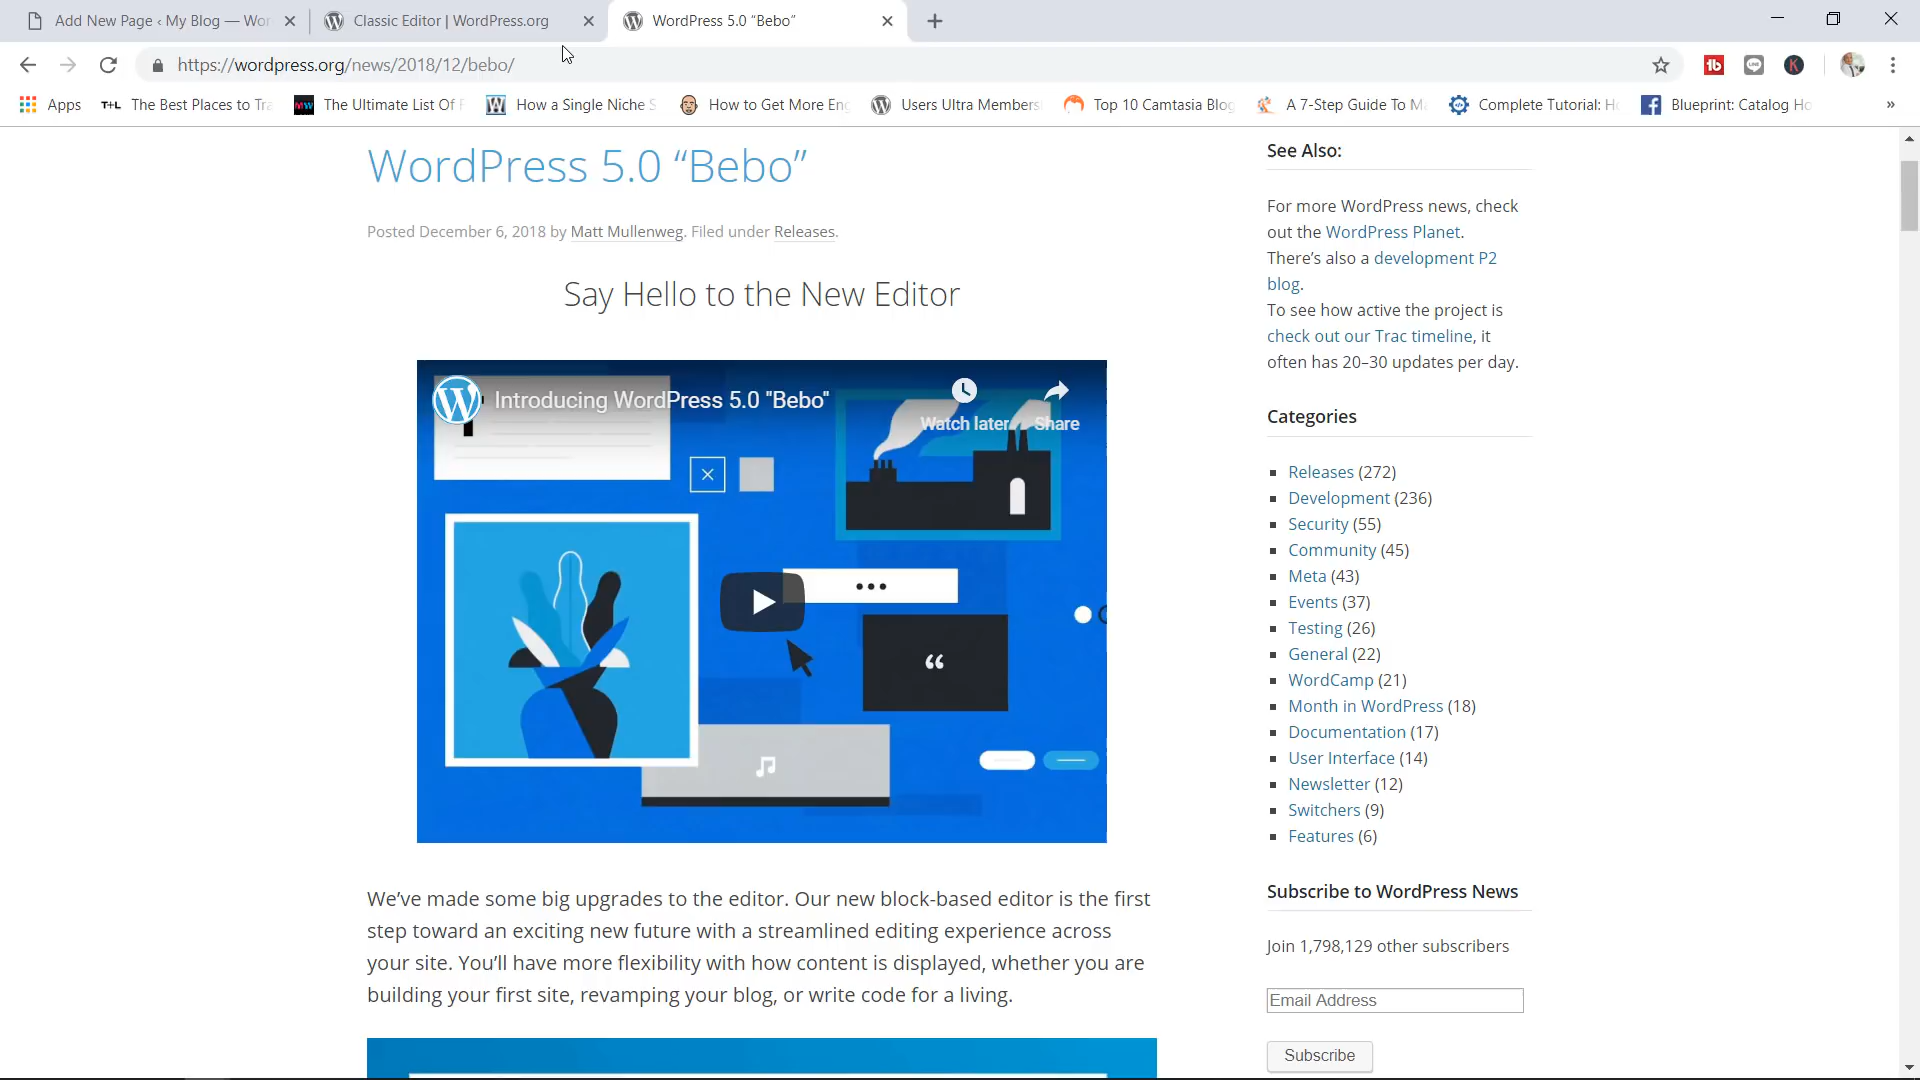 Add New Page ‹ My Blog — Wor
Classic Editor | WordPress.org
WordPress 5.0 “Bebo”
https://wordpress.org/news/2018/12/bebo/
Apps
T+L The Best Places to Tra
MW The Ultimate List Of F
How a Single Niche S
How to Get More Eng
Users Ultra Members
Top 10 Camtasia Blog
A 7-Step Guide To M
Complete Tutorial: Ho
Blueprint: Catalog Ho
»
WordPress 5.0 “Bebo”
Posted December 6, 2018 by Matt Mullenweg. Filed under Releases.
Say Hello to the New Editor
Introducing WordPress 5.0 "Bebo"
Watch later
Share
We’ve made some big upgrades to the editor. Our new block-based editor is the first
step toward an exciting new future with a streamlined editing experience across
your site. You’ll have more flexibility with how content is displayed, whether you are
building your first site, revamping your blog, or write code for a living.
See Also:
For more WordPress news, check
out the WordPress Planet.
There’s also a development P2
blog.
To see how active the project is
check out our Trac timeline, it
often has 20–30 updates per day.
Categories
Releases (272)
Development (236)
Security (55)
Community (45)
Meta (43)
Events (37)
Testing (26)
General (22)
WordCamp (21)
Month in WordPress (18)
Documentation (17)
User Interface (14)
Newsletter (12)
Switchers (9)
Features (6)
Subscribe to WordPress News
Join 1,798,129 other subscribers
Email Address
Subscribe